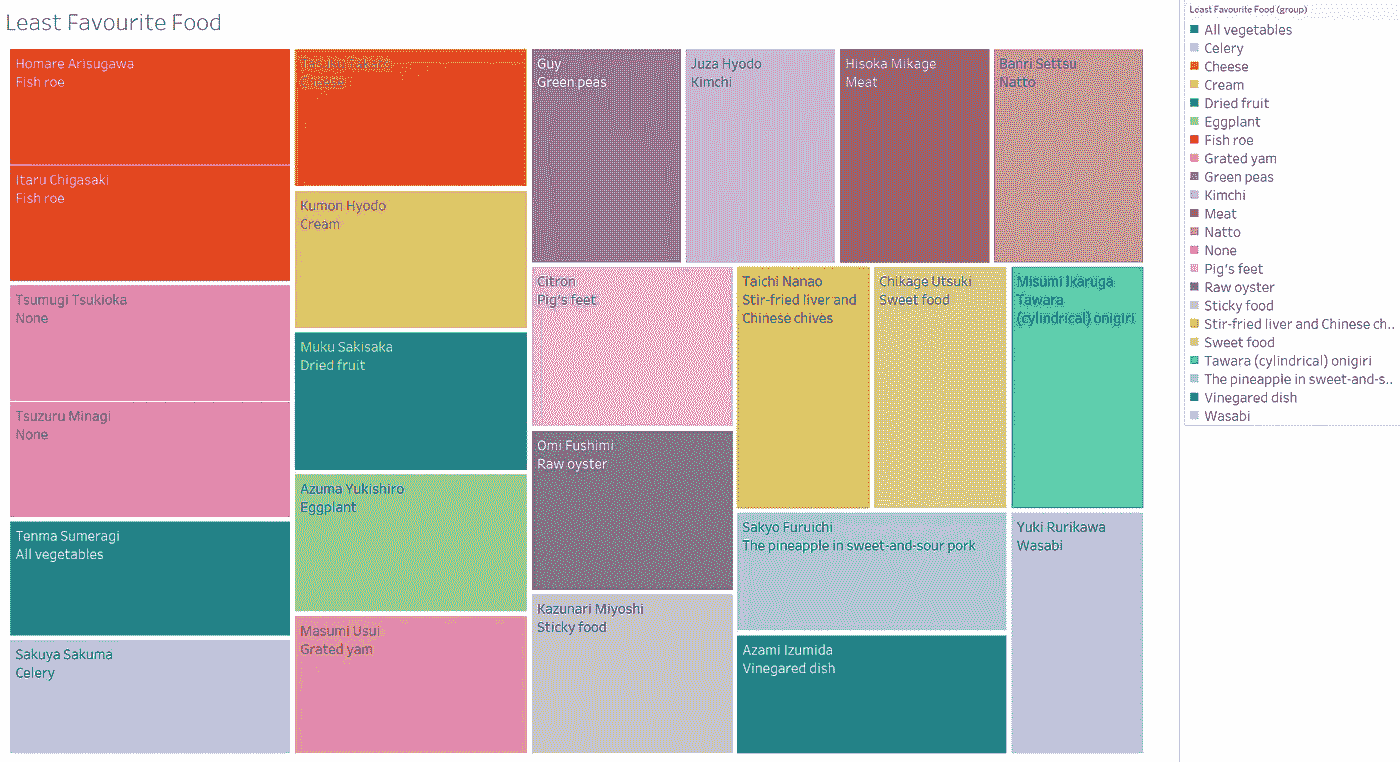 Least Favourite Food
Homare Arisugawa
Fish roe
Itaru Chigasaki
Fish roe
Tsumugi Tsukioka
None
Tsuzuru Minagi
None
Tenma Sumeragi
All vegetables
Sakuya Sakuma
Celery
Kumon Hyodo
Cream
Muku Sakisaka
Dried fruit
Azuma Yukishiro
Eggplant
Masumi Usui
Grated yam
Guy
Green peas
Juza Hyodo
Kimchi
Hisoka Mikage
Meat
Banri Settsu
Natto
Citron
Pig's feet
Omi Fushimi
Raw oyster
Kazunari Miyoshi
Sticky food
Taichi Nanao
Stir-fried liver and
Chinese chives
Chikage Utsuki
Sweet food
Misumi Ikaruga
Tawara
(cylindrical) onigiri
Sakyo Furuichi
The pineapple in sweet-and-sour pork
Azami Izumida
Vinegared dish
Yuki Rurikawa
Wasabi
Least Favourite Food (group)
All vegetables
Celery
Cheese
Cream
Dried fruit
Eggplant
Fish roe
Grated yam
Green peas
Kimchi
Meat
Natto
None
Pig's feet
Raw oyster
Sticky food
Stir-fried liver and Chinese ch..
Sweet food
Tawara (cylindrical) onigiri
The pineapple in sweet-and-s..
Vinegared dish
Wasabi